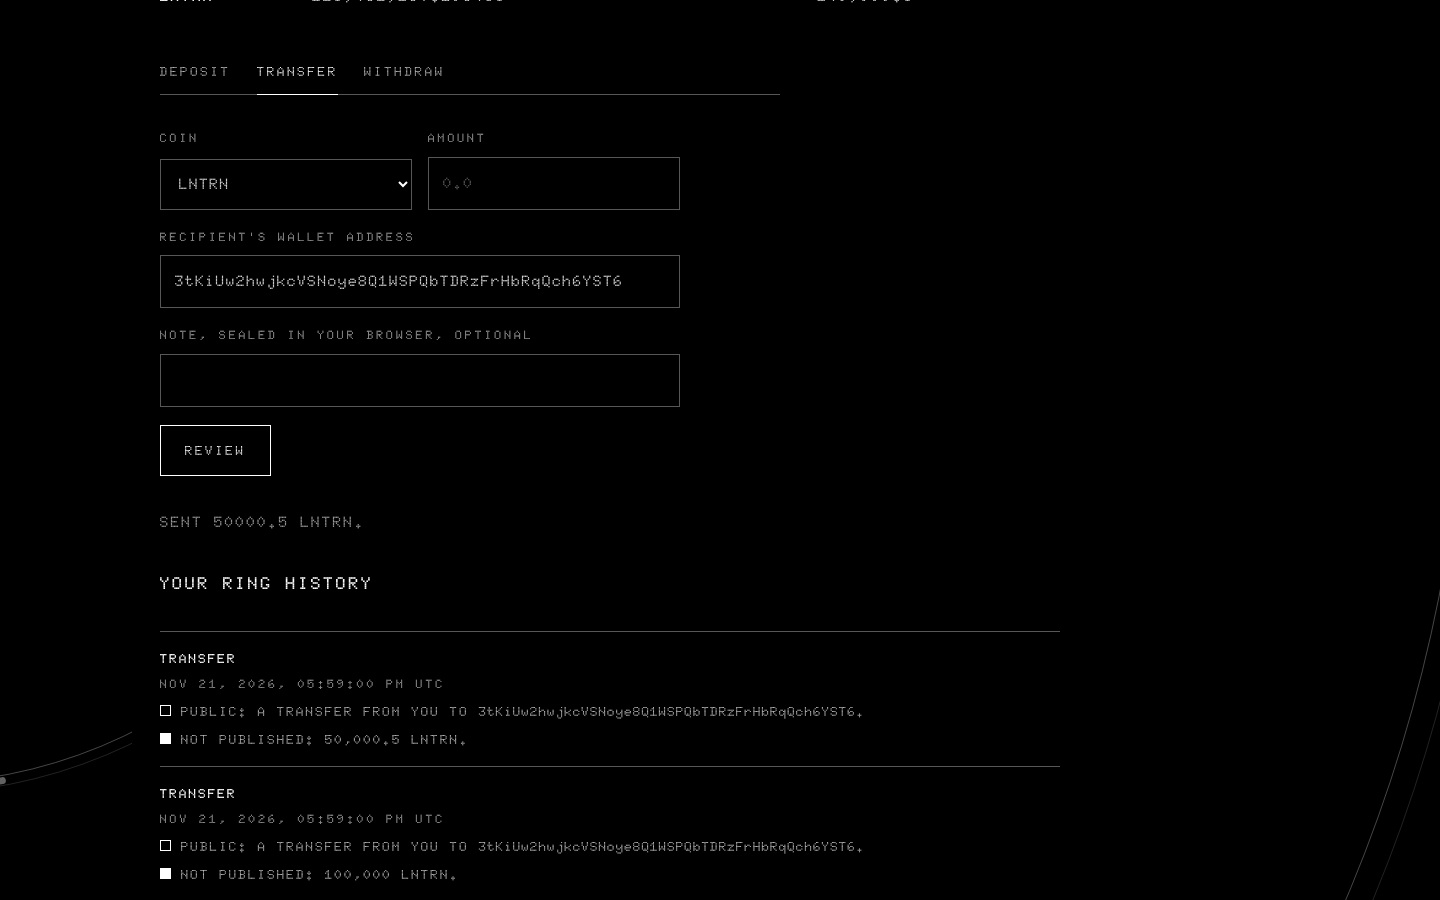 DEPOSIT TRANSFER WITHDRAW
COIN AMOUNT
LNTRN 0.0
RECIPIENT'S WALLET ADDRESS
3tKiUw2hwjkcVSNoye8Q1WSPQbTDRzFrHbRqQch6YST6
NOTE, SEALED IN YOUR BROWSER, OPTIONAL
REVIEW
SENT 50000.5 LNTRN.
YOUR RING HISTORY
TRANSFER
NOV 21, 2026, 05:59:00 PM UTC
PUBLIC: A TRANSFER FROM YOU TO 3tKiUw2hwjkcVSNoye8Q1WSPQbTDRzFrHbRqQch6YST6.
NOT PUBLISHED: 50,000.5 LNTRN.
TRANSFER
NOV 21, 2026, 05:59:00 PM UTC
PUBLIC: A TRANSFER FROM YOU TO 3tKiUw2hwjkcVSNoye8Q1WSPQbTDRzFrHbRqQch6YST6.
NOT PUBLISHED: 100,000 LNTRN.